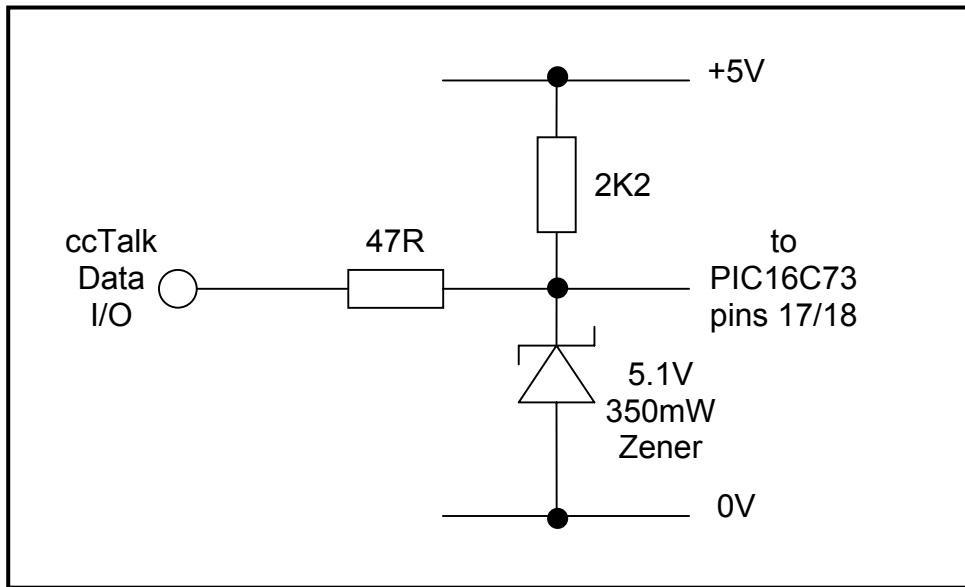 +5V
2K2
ccTalk
Data
I/O
47R
to
PIC16C73
pins 17/18
5.1V
350mW
Zener
0V